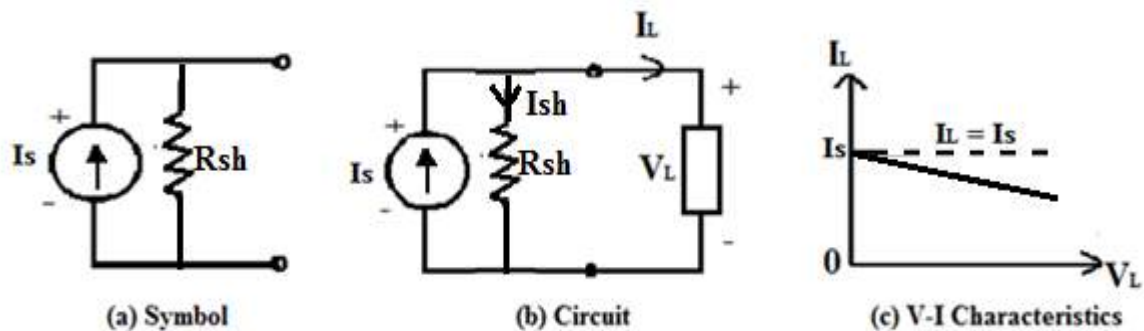 +
Is
-
Rsh
(a) Symbol
IL
Ish
+
Is
-
Rsh
+
VL
-
(b) Circuit
IL
Is
IL = Is
0
VL
(c) V-I Characteristics